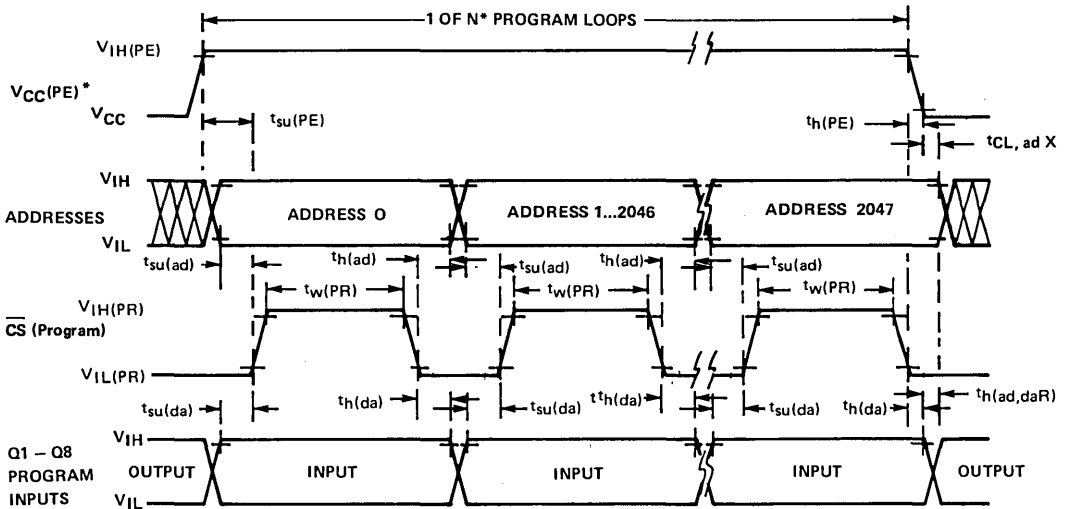 1 OF N* PROGRAM LOOPS
VIH(PE)
VCC(PE)*
VCC
tsu(PE)
th(PE)
tCL, ad X
VIH
ADDRESSES
ADDRESS 0
ADDRESS 1...2046
ADDRESS 2047
VIL
tsu(ad)
th(ad)
tsu(ad)
th(ad)
tsu(ad)
VIH(PR)
tw(PR)
tw(PR)
tw(PR)
CS (Program)
VIL(PR)
tsu(da)
th(da)
tsu(da)
tth(da)
tsu(da)
th(da)
th(ad,daR)
VIH
Q1 – Q8
PROGRAM
INPUTS
OUTPUT
INPUT
INPUT
INPUT
OUTPUT
VIL